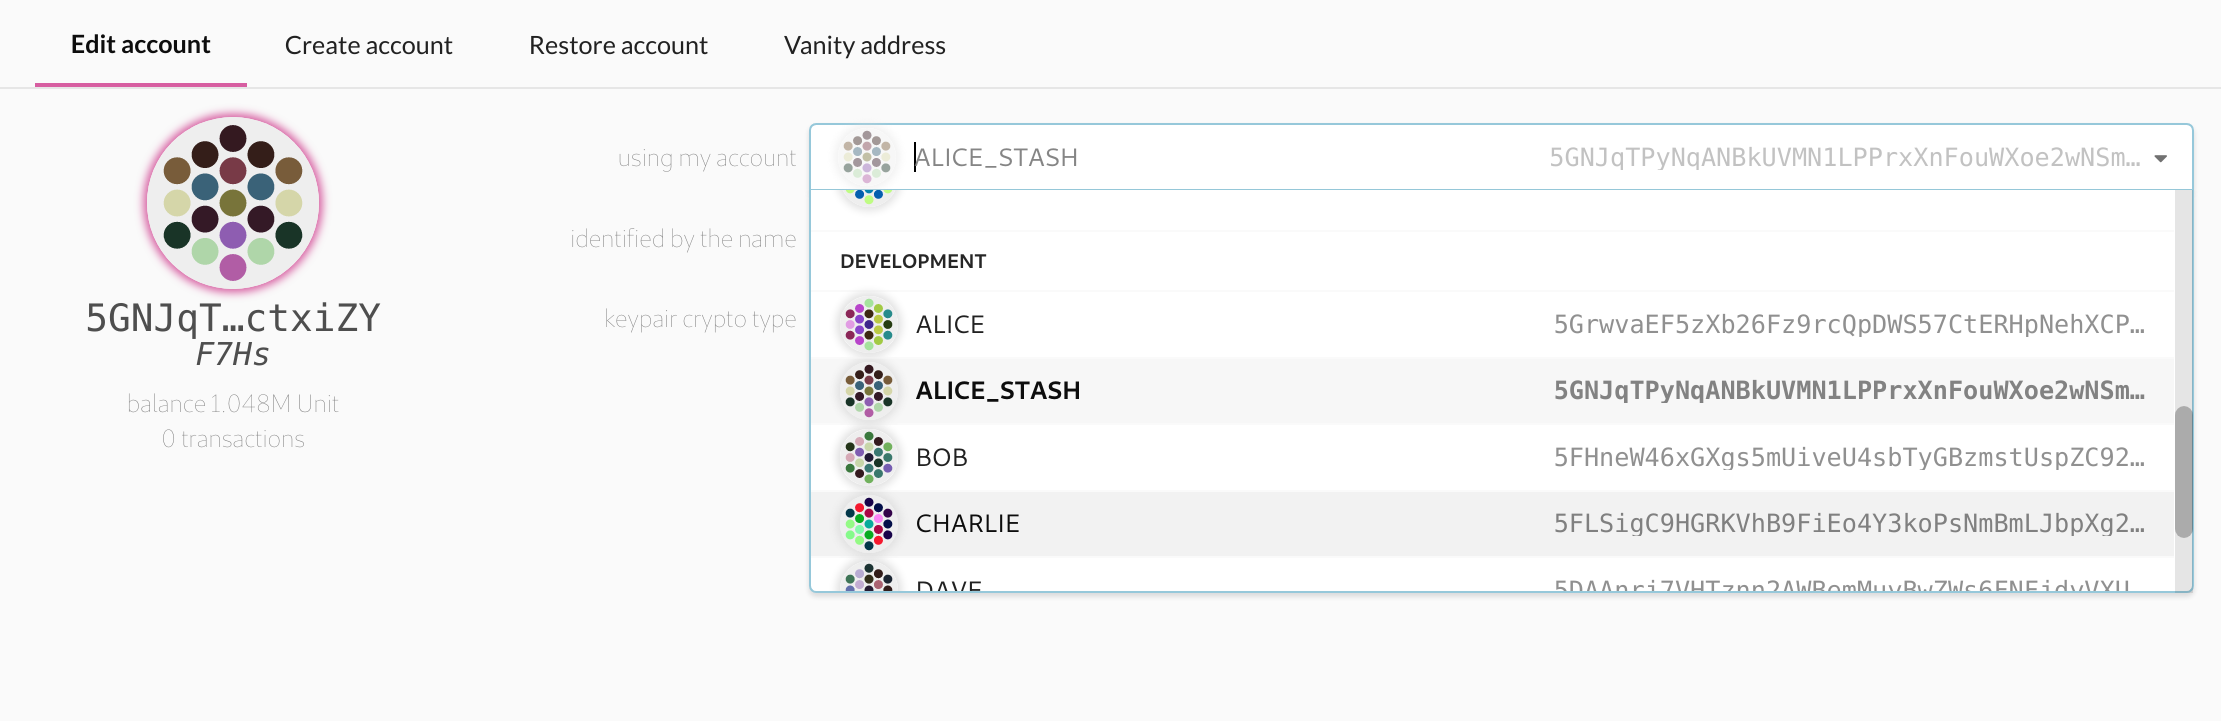 Edit account
Create account
Restore account
Vanity address
5GNJqT…ctxiZY
F7Hs
balance 1.048M Unit
0 transactions
using my account
ALICE_STASH
5GNJqTPyNqANBkUVMN1LPPrxXnFouWXoe2wNSm…
identified by the name
keypair crypto type
DEVELOPMENT
ALICE
5GrwvaEF5zXb26Fz9rcQpDWS57CtERHpNehXCP…
ALICE_STASH
5GNJqTPyNqANBkUVMN1LPPrxXnFouWXoe2wNSm…
BOB
5FHneW46xGXgs5mUiveU4sbTyGBzmstUspZC92…
CHARLIE
5FLSigC9HGRKVhB9FiEo4Y3koPsNmBmLJbpXg2…
DAVE